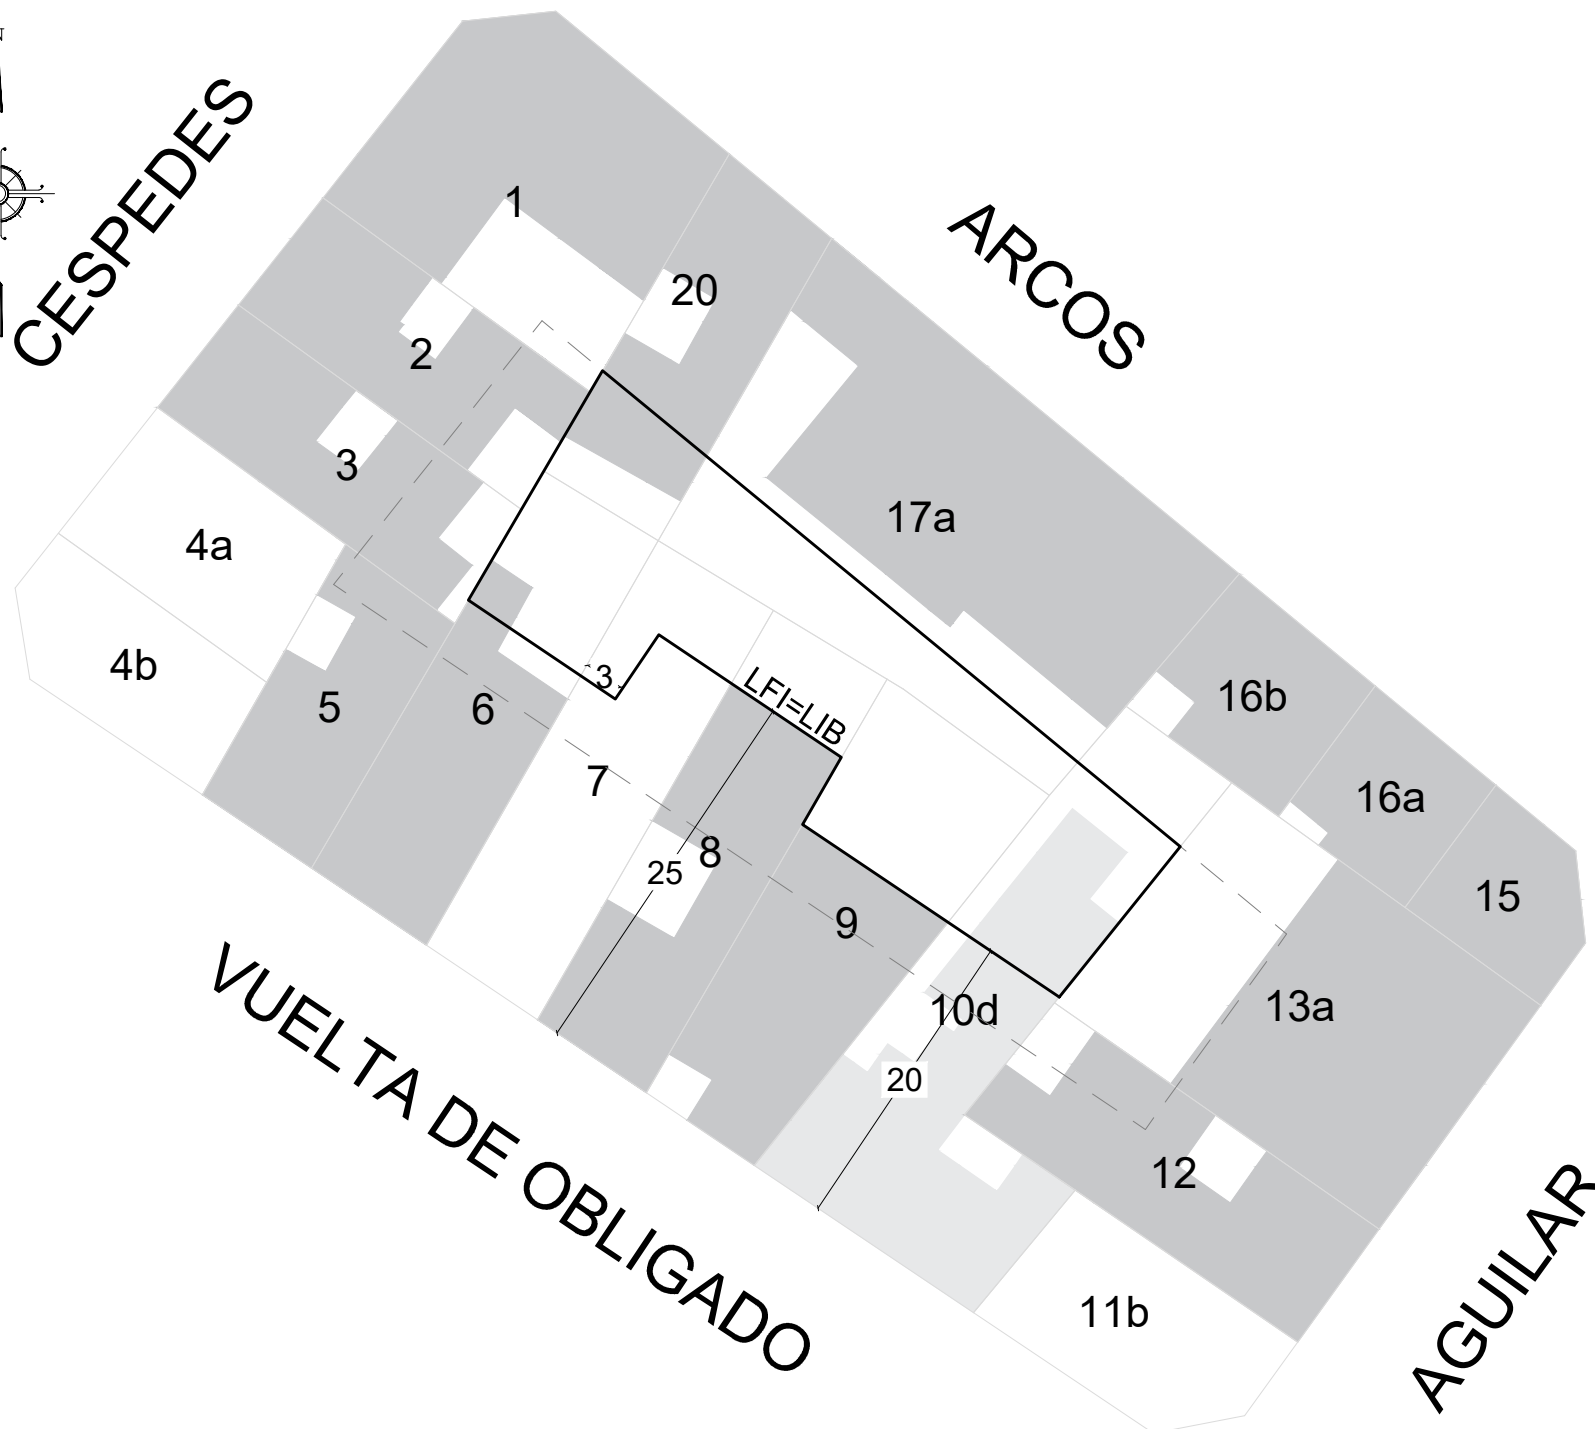 N
CESPEDES
ARCOS
1
20
2
3
17a
4a
4b
3
LFI=LIB
16b
5
6
7
16a
8
25
15
9
10d
13a
20
VUELTA DE OBLIGADO
12
11b
AGUILAR